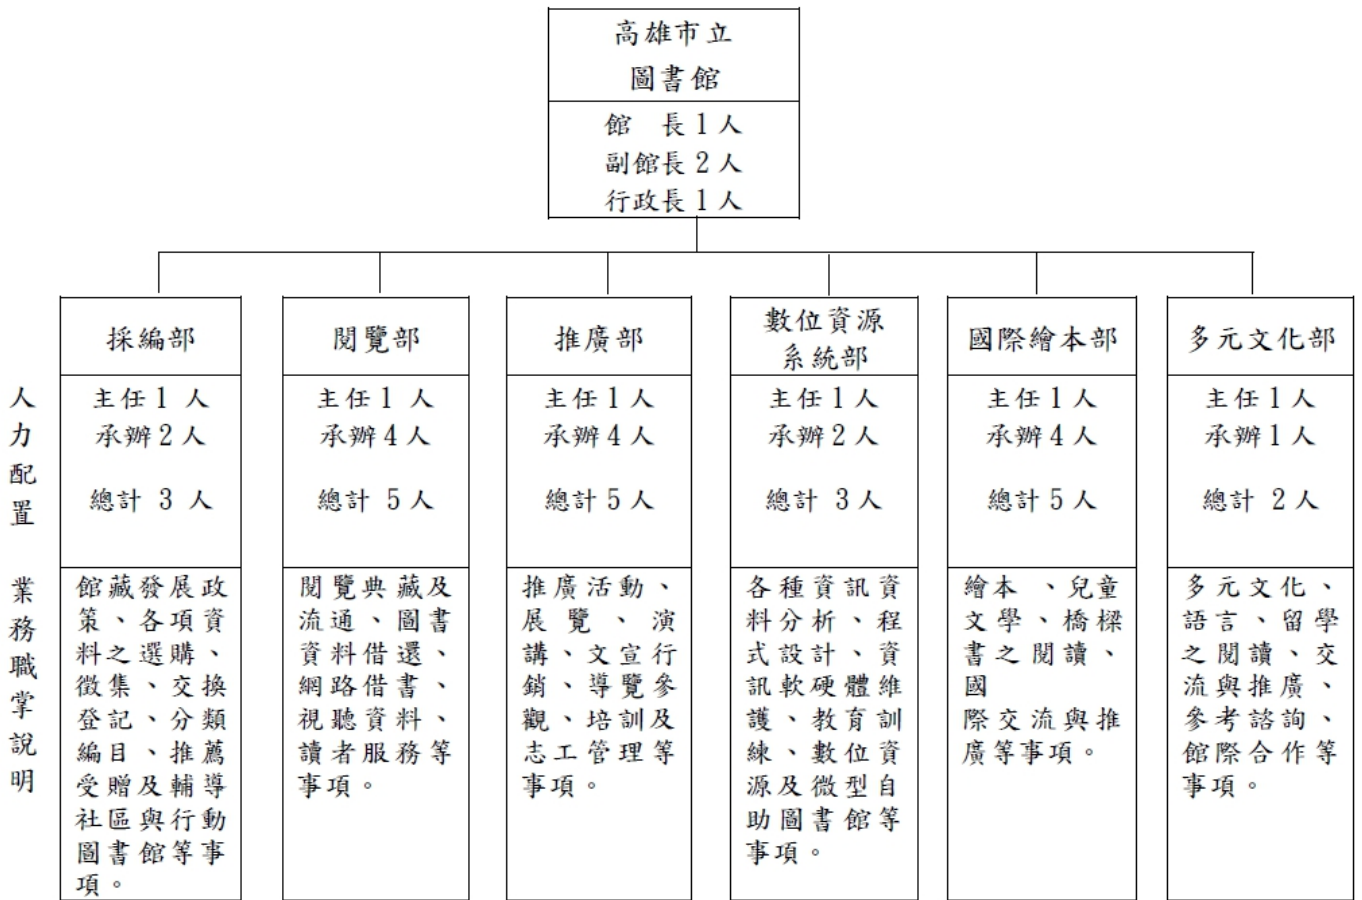 高雄市立
圖書館
館　長1人
副館長2人
行政長1人
人力配置
業務職掌說明
採編部
主任1 人
承辦2人
總計 3 人
館藏發展政
策、各項資
料之選購、
徵集、交換
登記、分類
編目、推薦
受贈及輔導
社區與行動
圖書館等事
項。
閱覽部
主任1 人
承辦4人
總計 5人
閱覽典藏及
流通、圖書
資料借還、
網路借書、
視聽資料、
讀者服務等
事項。
推廣部
主任1人
承辦4人
總計5人
推廣活動、
展覽、演
講、文宣行
銷、導覽參
觀、培訓及
志工管理等
事項。
數位資源
系統部
主任1人
承辦2人
總計 3人
各種資訊資
料分析、程
式設計、資
訊軟硬體維
護、教育訓
練、數位資
源及微型自
助圖書館等
事項。
國際繪本部
主任1人
承辦4人
總計5人
繪本、兒童
文學、橋樑
書之閱讀、
國
際交流與推
廣等事項。
多元文化部
主任1人
承辦1人
總計 2人
多元文化、
語言、留學
之閱讀、交
流與推廣、
參考諮詢、
館際合作等
事項。